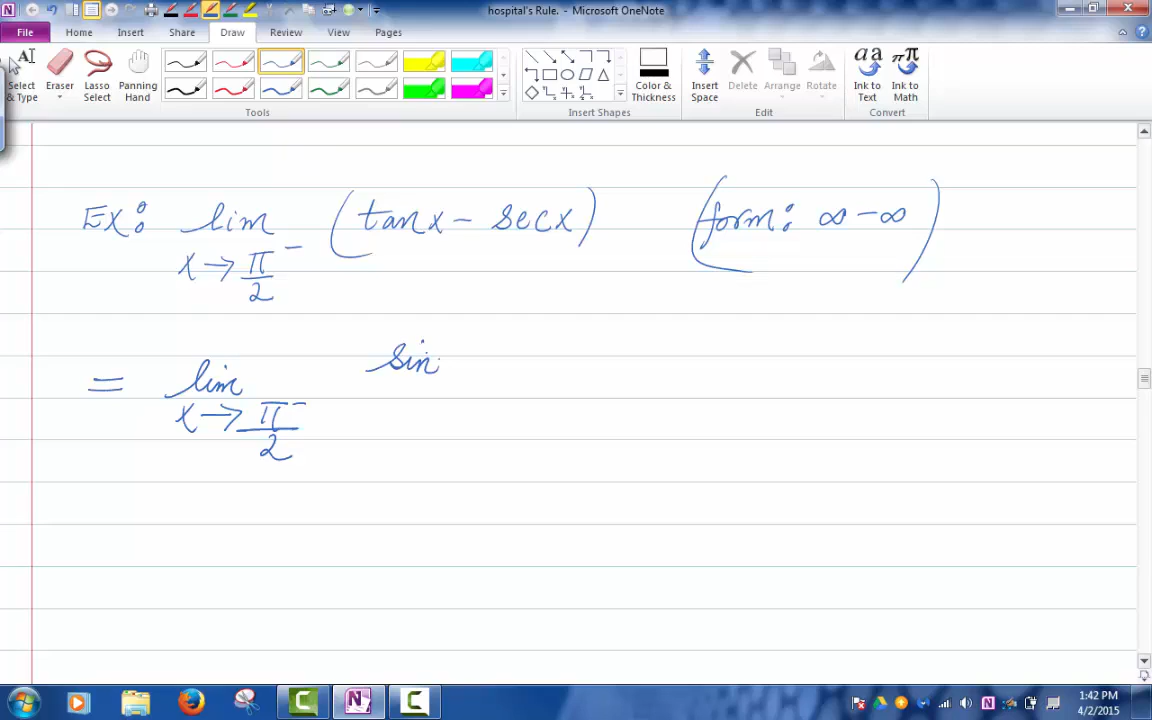 hospital's Rule. - Microsoft OneNote
File Home Insert Share Draw Review View Pages
Select & Type Eraser Lasso Select Panning Hand Color & Thickness Insert Space Delete Arrange Rotate Ink to Text Ink to Math
Tools Insert Shapes Edit Convert
Ex: lim (tanx − secx) (form: ∞ − ∞)
x → π/2⁻
sin
= lim
x → π⁻/2
1:42 PM
4/2/2015